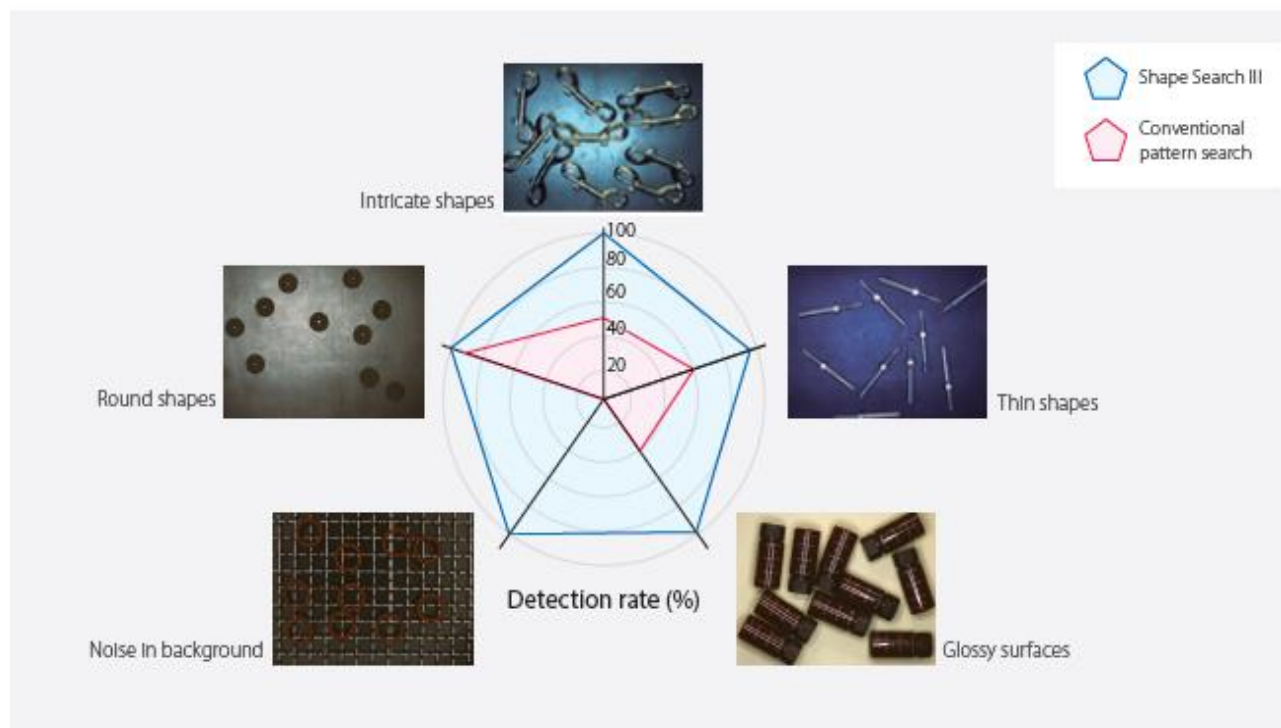 Shape Search III
Conventional
pattern search
Intricate shapes
100
80
60
40
20
Round shapes
Thin shapes
Detection rate (%)
Noise in background
Glossy surfaces